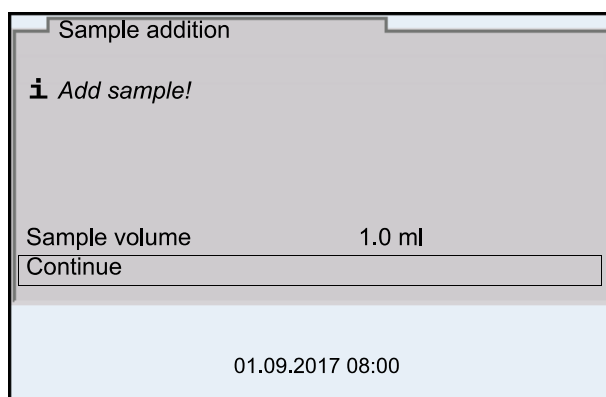 Sample addition
i Add sample!
Sample volume 1.0 ml
Continue
01.09.2017 08:00